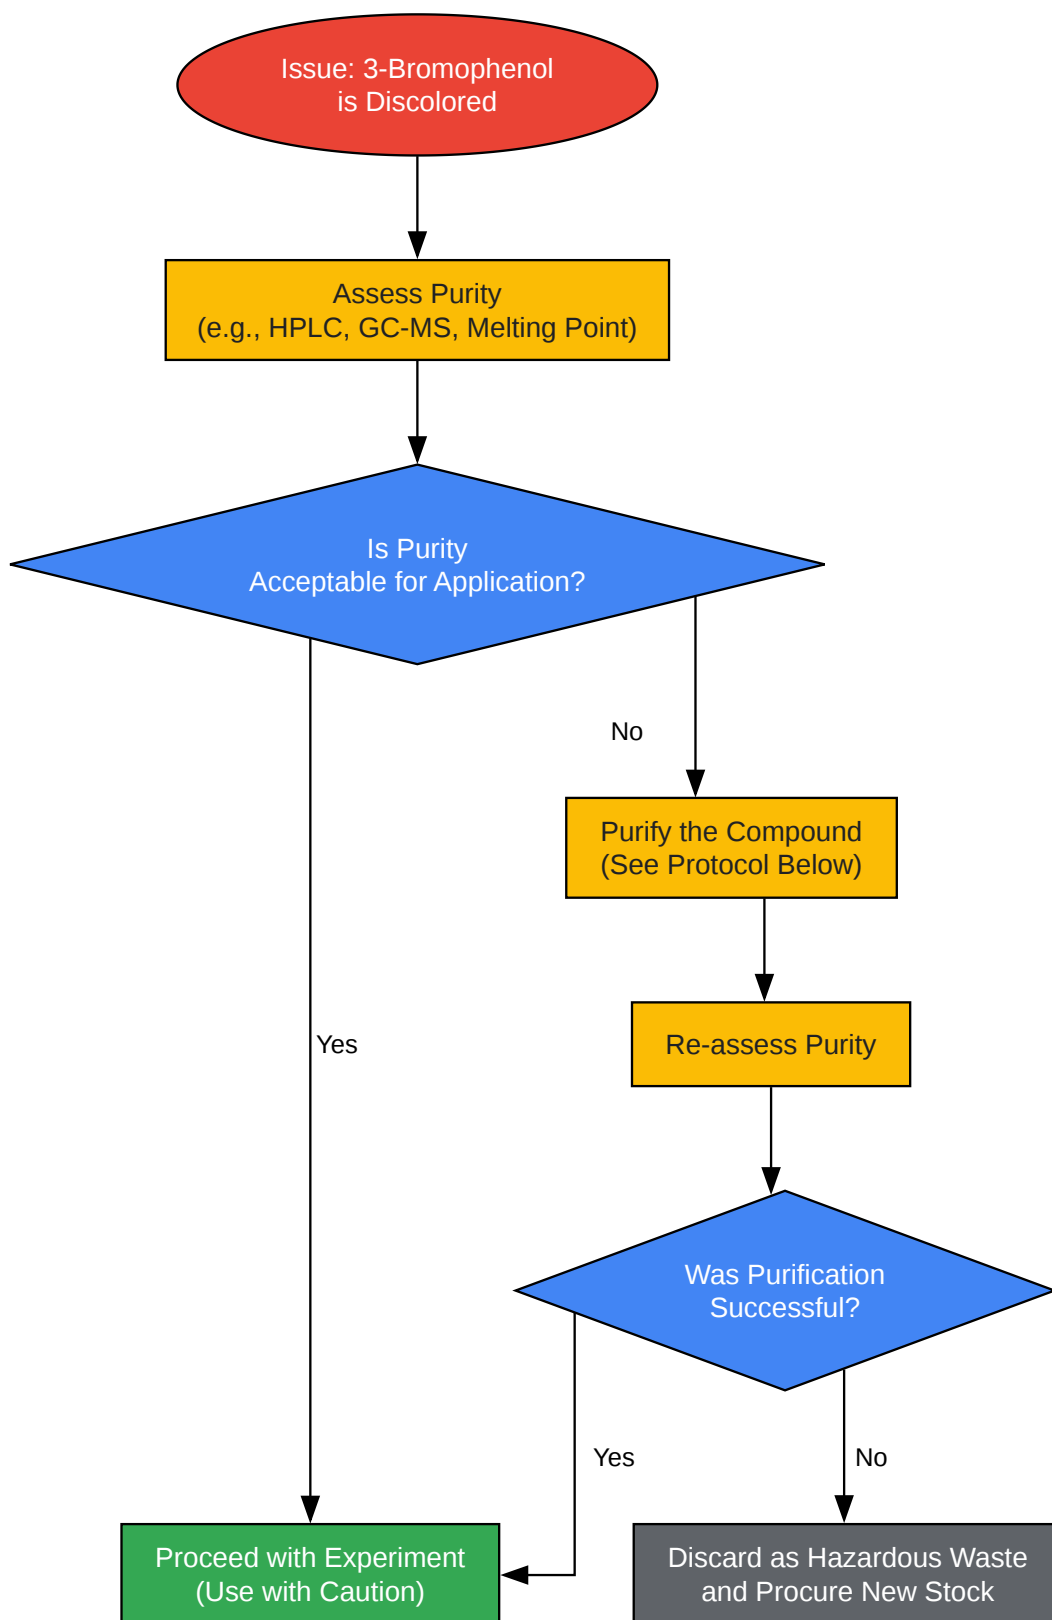 Issue: 3-Bromophenol
is Discolored
Assess Purity
(e.g., HPLC, GC-MS, Melting Point)
Is Purity
Acceptable for Application?
No
Purify the Compound
(See Protocol Below)
Yes
Re-assess Purity
Was Purification
Successful?
Yes
No
Proceed with Experiment
(Use with Caution)
Discard as Hazardous Waste
and Procure New Stock